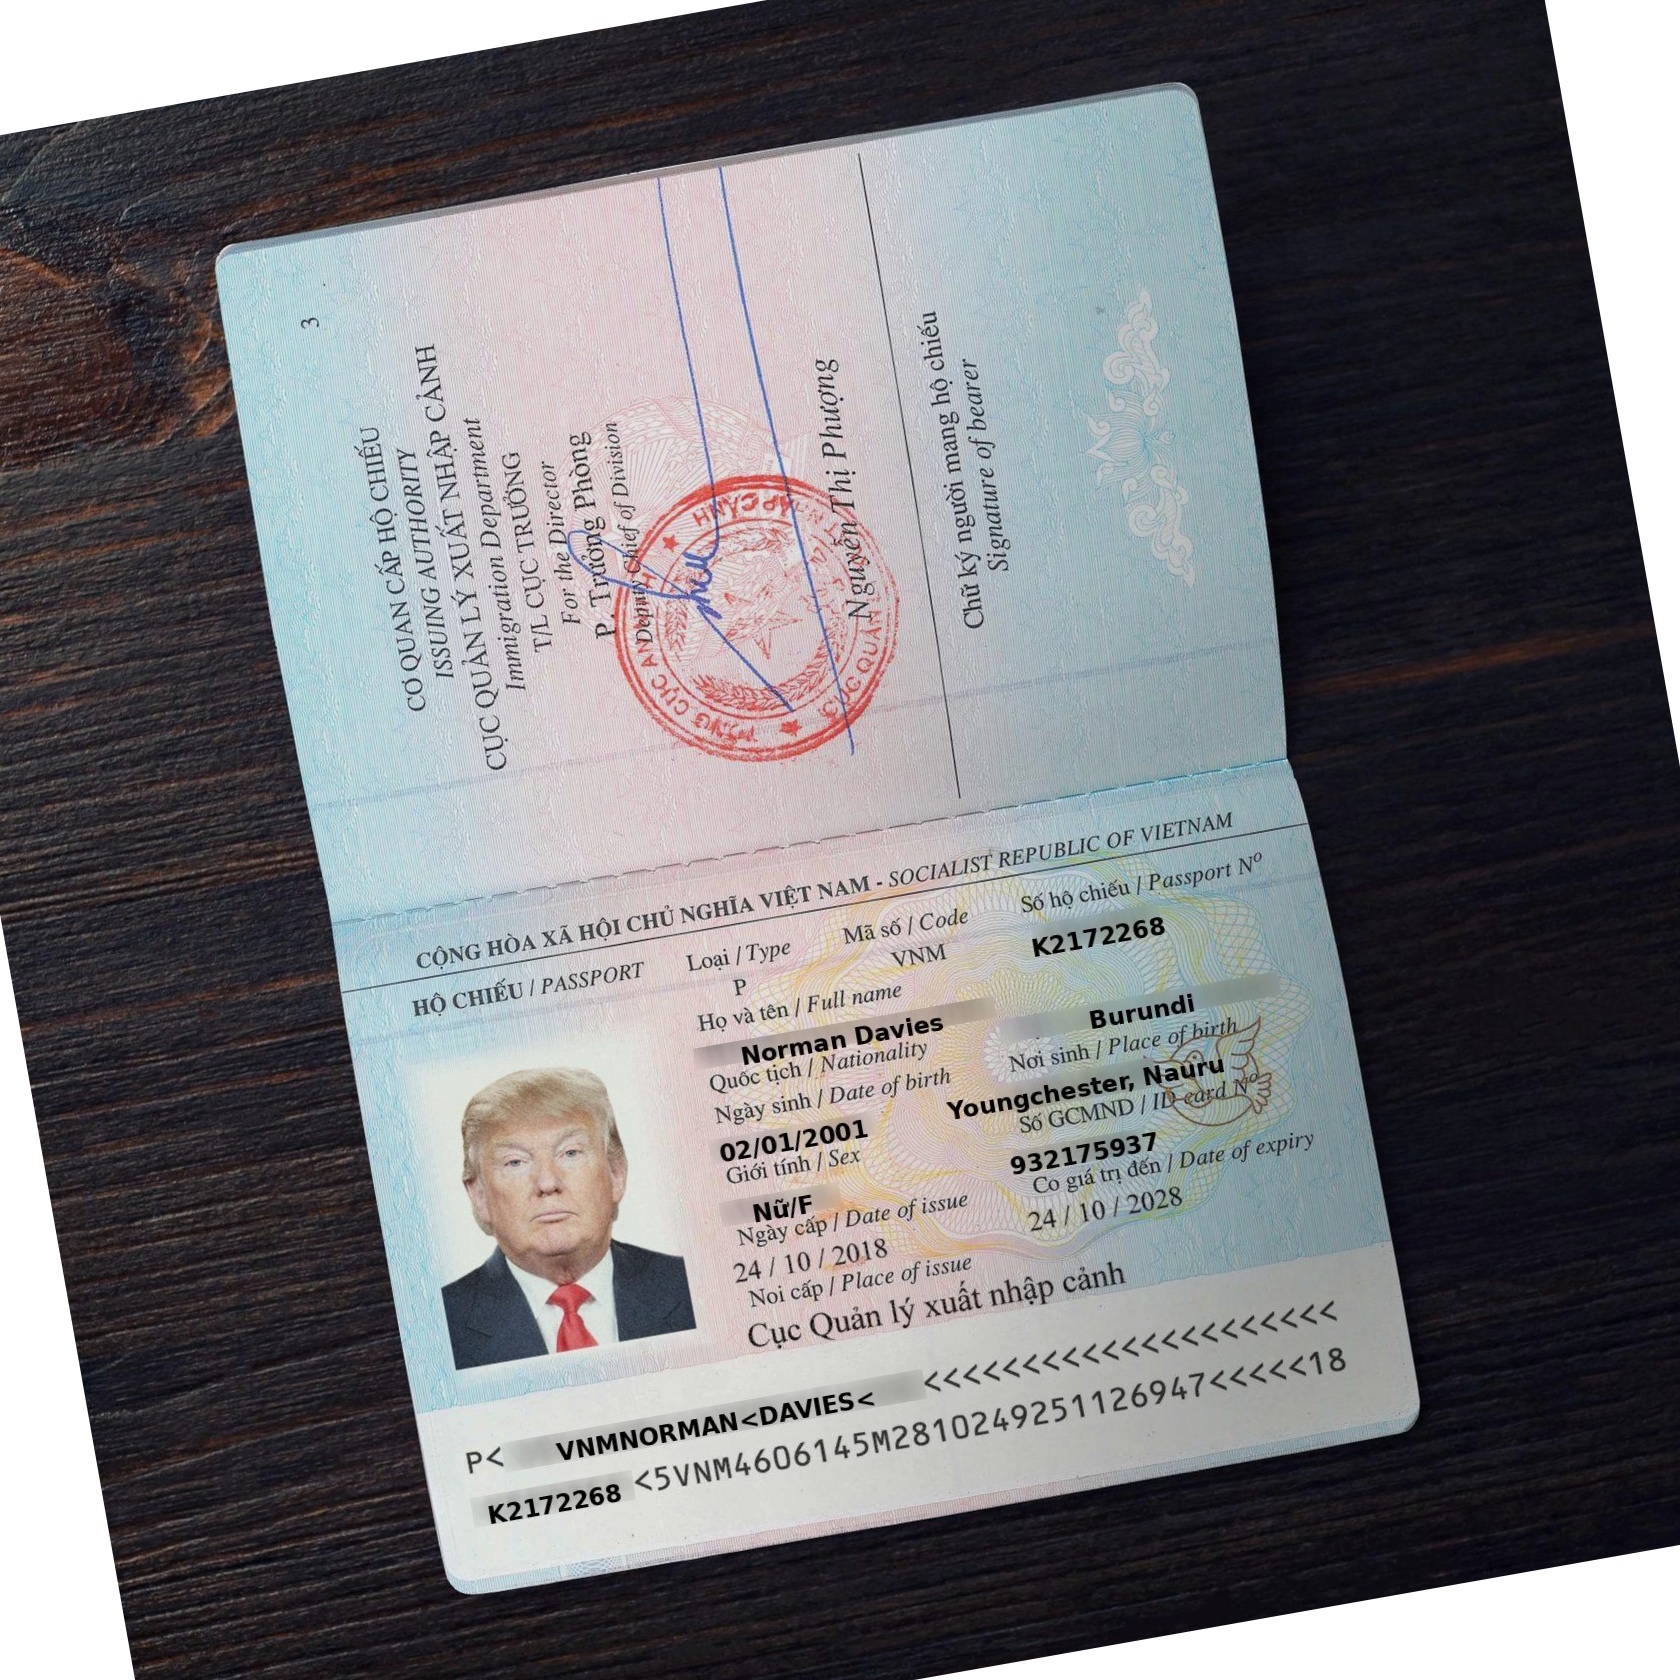 3
CO QUAN CẤP HỘ CHIẾU
ISSUING AUTHORITY
CỤC QUẢN LÝ XUẤT NHẬP CẢNH
Immigration Department
T/L CỤC TRƯỞNG
For the Director
P. Trưởng Phòng
Deputy Chief of Division
Nguyễn Thị Phượng
Chữ ký người mang hộ chiếu
Signature of bearer
CỘNG HÒA XÃ HỘI CHỦ NGHĨA VIỆT NAM - SOCIALIST REPUBLIC OF VIETNAM
HỘ CHIẾU / PASSPORT
Loại / Type Mã số / Code Số hộ chiếu / Passport Nº
P VNM K2172268
Họ và tên / Full name
Norman Davies Burundi
Quốc tịch / Nationality Nơi sinh / Place of birth
Youngchester, Nauru
Ngày sinh / Date of birth Số GCMND / ID card Nº
02/01/2001 932175937
Giới tính / Sex Co giá trị đến / Date of expiry
Nữ/F 24 / 10 / 2028
Ngày cấp / Date of issue
24 / 10 / 2018
Noi cấp / Place of issue
Cục Quản lý xuất nhập cảnh
P< VNMNORMAN<DAVIES< <<<<<<<<<<<<<<<<<<<<<
K2172268 <5VNM4606145M2810249251126947<<<<<18